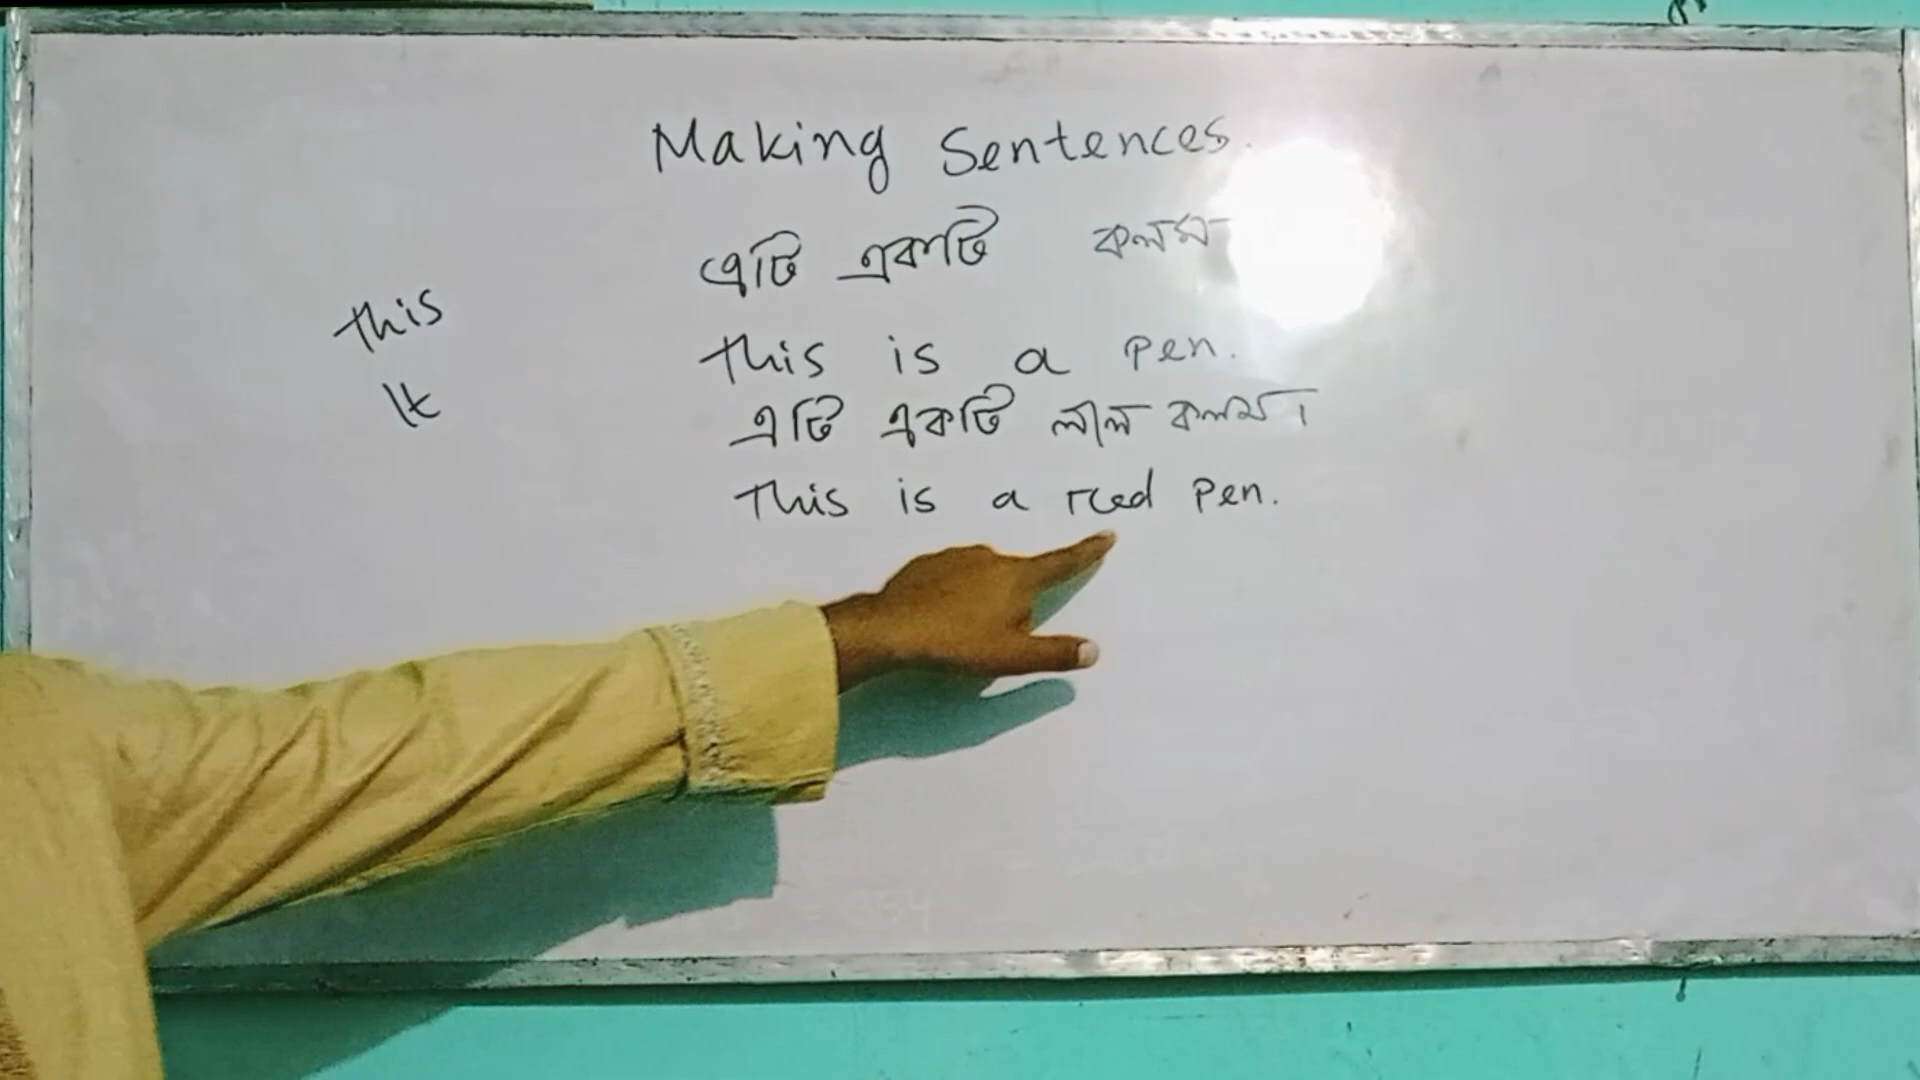 Making Sentences.
এটি একটি কলম
This is a pen.
এটি একটি লাল কলম।
This is a red pen.
This
It